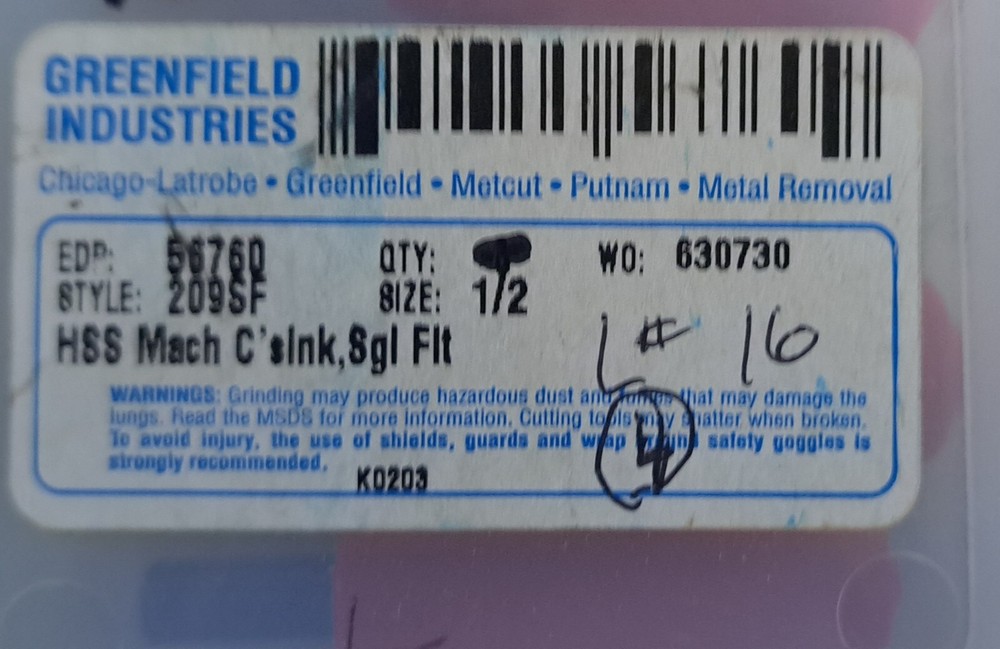 GREENFIELD
INDUSTRIES
Chicago-Latrobe • Greenfield • Metcut • Putnam • Metal Removal
EDP: 56760 QTY: WO: 630730
STYLE: 209SF SIZE: 1/2
HSS Mach C'sink,Sgl Flt
L# 16
WARNINGS: Grinding may produce hazardous dust and fumes that may damage the
lungs. Read the MSDS for more information. Cutting tools may shatter when broken.
To avoid injury, the use of shields, guards and wrap around safety goggles is
strongly recommended.
4
K0203